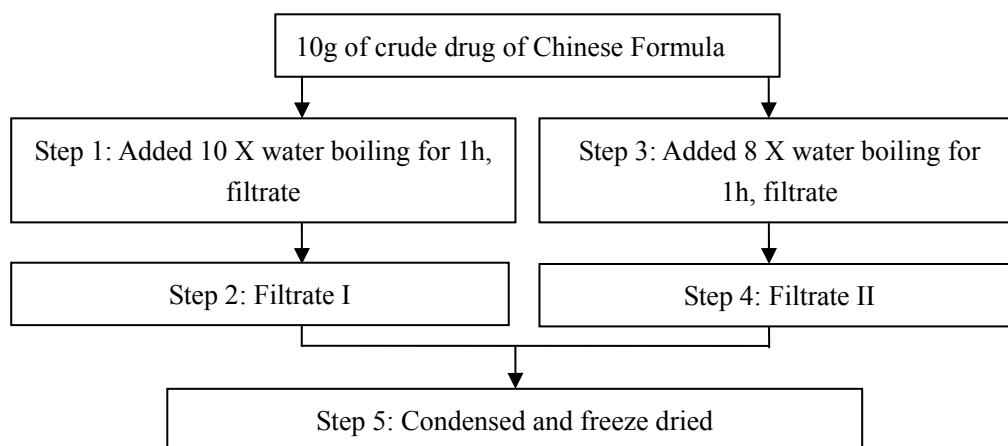 10g of crude drug of Chinese Formula
Step 1: Added 10 X water boiling for 1h,
filtrate
Step 3: Added 8 X water boiling for
1h, filtrate
Step 2: Filtrate I
Step 4: Filtrate II
Step 5: Condensed and freeze dried